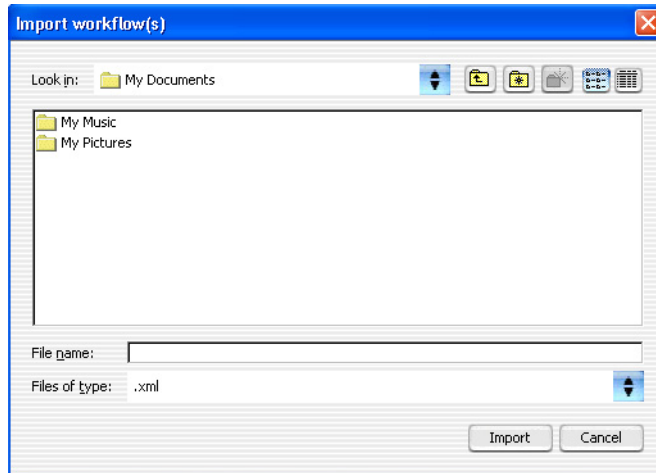 Import workflow(s)
Look in: My Documents
My Music
My Pictures
File name:
Files of type: .xml
Import Cancel